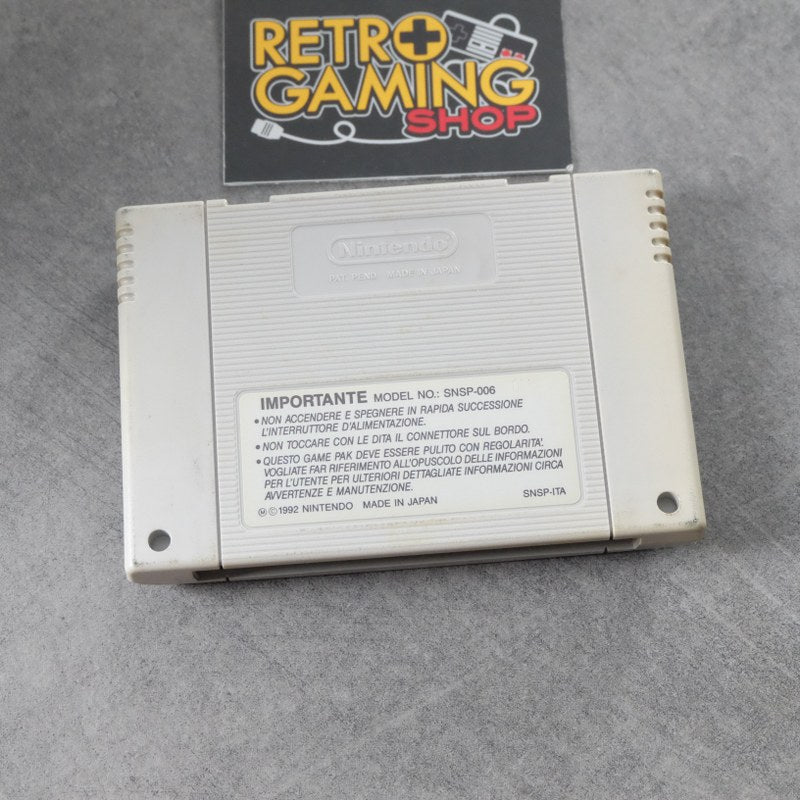 RETRO
GAMING
SHOP
Nintendo
PAT. PEND. MADE IN JAPAN
IMPORTANTE MODEL NO.: SNSP-006
• NON ACCENDERE E SPEGNERE IN RAPIDA SUCCESSIONE
L'INTERRUTTORE D'ALIMENTAZIONE.
• NON TOCCARE CON LE DITA IL CONNETTORE SUL BORDO.
• QUESTO GAME PAK DEVE ESSERE PULITO CON REGOLARITA'.
VOGLIATE FAR RIFERIMENTO ALL'OPUSCOLO DELLE INFORMAZIONI
PER L'UTENTE PER ULTERIORI DETTAGLIATE INFORMAZIONI CIRCA
AVVERTENZE E MANUTENZIONE.
Ⓜ©1992 NINTENDO MADE IN JAPAN SNSP-ITA